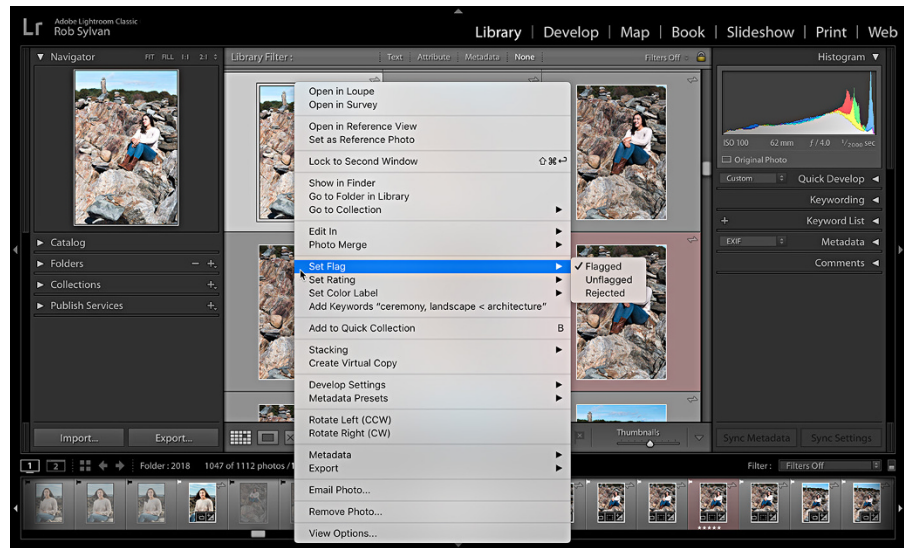 Lr
Adobe Lightroom Classic
Rob Sylvan
Library | Develop | Map | Book | Slideshow | Print | Web
Navigator FIT FILL 1:1 2:1
Library Filter : Text Attribute Metadata None Filters Off
Histogram
ISO 100 62 mm ƒ / 4.0 1/2000 sec
Original Photo
Custom Quick Develop
Keywording
+ Keyword List
EXIF Metadata
Comments
Catalog
Folders − +
Collections +
Publish Services +
Import... Export...
Open in Loupe
Open in Survey
Open in Reference View
Set as Reference Photo
Lock to Second Window ⇧⌘↩
Show in Finder
Go to Folder in Library
Go to Collection
Edit In
Photo Merge
Set Flag
Set Rating
Set Color Label
Add Keywords “ceremony, landscape < architecture”
Add to Quick Collection B
Stacking
Create Virtual Copy
Develop Settings
Metadata Presets
Rotate Left (CCW)
Rotate Right (CW)
Metadata
Export
Email Photo...
Remove Photo...
View Options...
✓ Flagged
Unflagged
Rejected
Thumbnails
Sync Metadata Sync Settings
1 2 Folder : 2018 1047 of 1112 photos /1
Filter : Filters Off